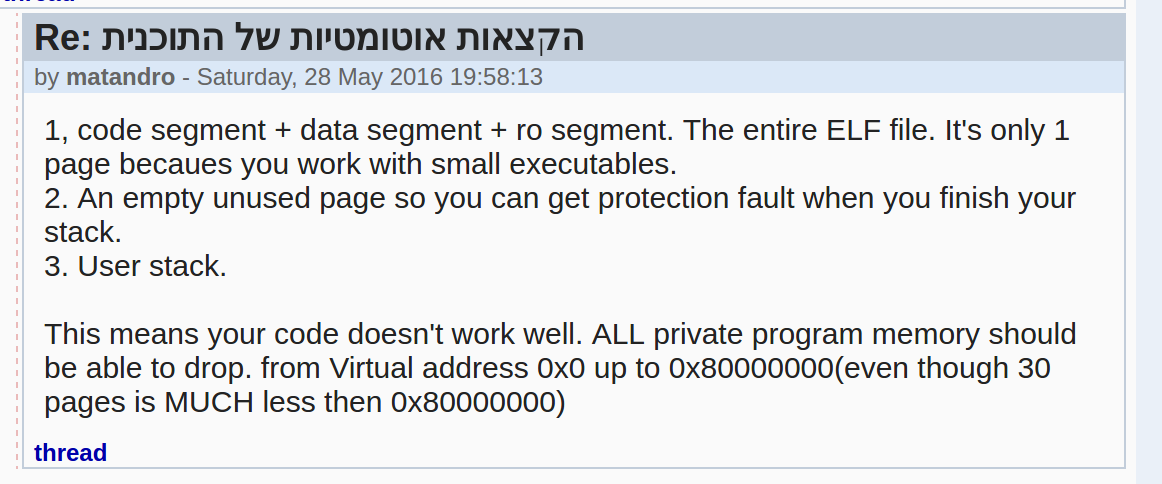 Re: הקצאות אוטומטיות של התוכנית
by matandro - Saturday, 28 May 2016 19:58:13
1, code segment + data segment + ro segment. The entire ELF file. It's only 1
page becaues you work with small executables.
2. An empty unused page so you can get protection fault when you finish your
stack.
3. User stack.
This means your code doesn't work well. ALL private program memory should
be able to drop. from Virtual address 0x0 up to 0x80000000(even though 30
pages is MUCH less then 0x80000000)
thread